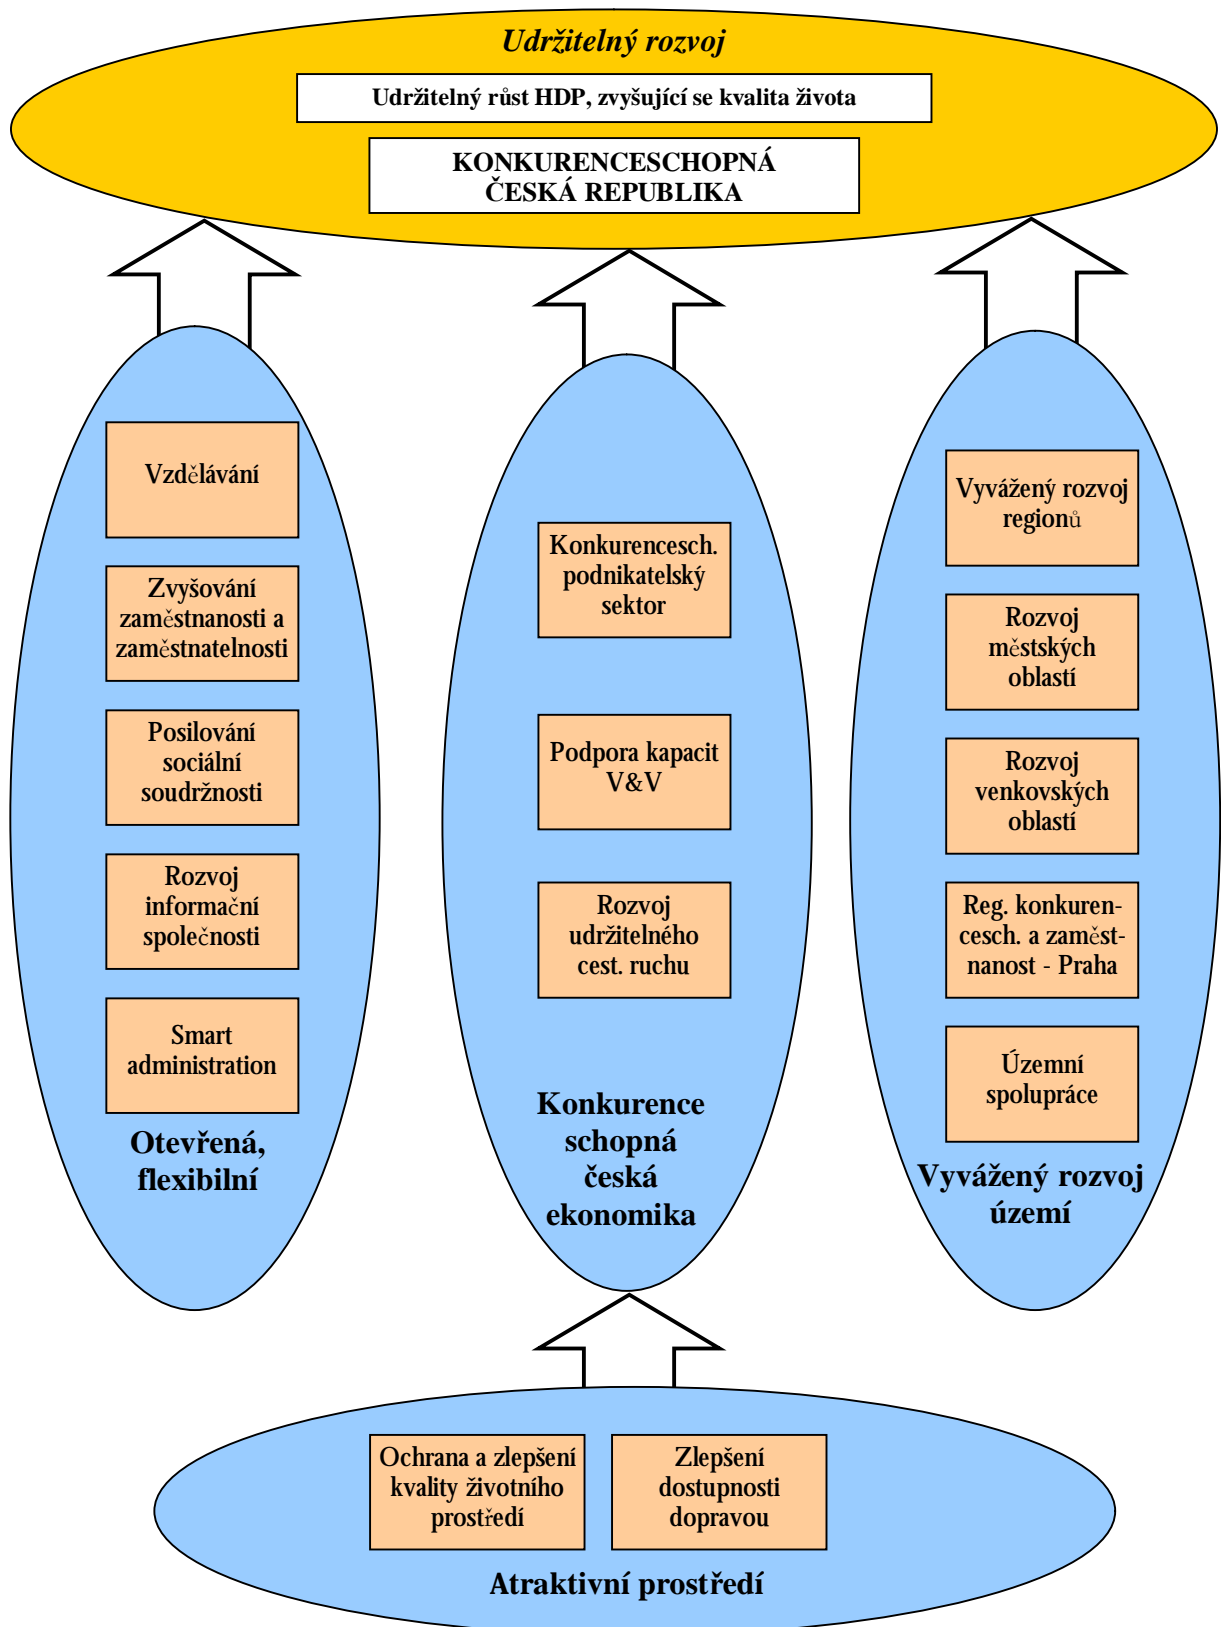 Udržitelný rozvoj
Udržitelný růst HDP, zvyšující se kvalita života
KONKURENCESCHOPNÁ
ČESKÁ REPUBLIKA
Vzdělávání
Zvyšování
zaměstnanosti a
zaměstnatelnosti
Posilování
sociální
soudržnosti
Rozvoj
informační
společnosti
Smart
administration
Otevřená,
flexibilní
Konkurencesch.
podnikatelský
sektor
Podpora kapacit
V&V
Rozvoj
udržitelného
cest. ruchu
Konkurence
schopná
česká
ekonomika
Vyvážený rozvoj
regionů
Rozvoj
městských
oblastí
Rozvoj
venkovských
oblastí
Reg. konkuren-
cesch. a zaměst-
nanost - Praha
Územní
spolupráce
Vyvážený rozvoj
území
Ochrana a zlepšení
kvality životního
prostředí
Zlepšení
dostupnosti
dopravou
Atraktivní prostředí